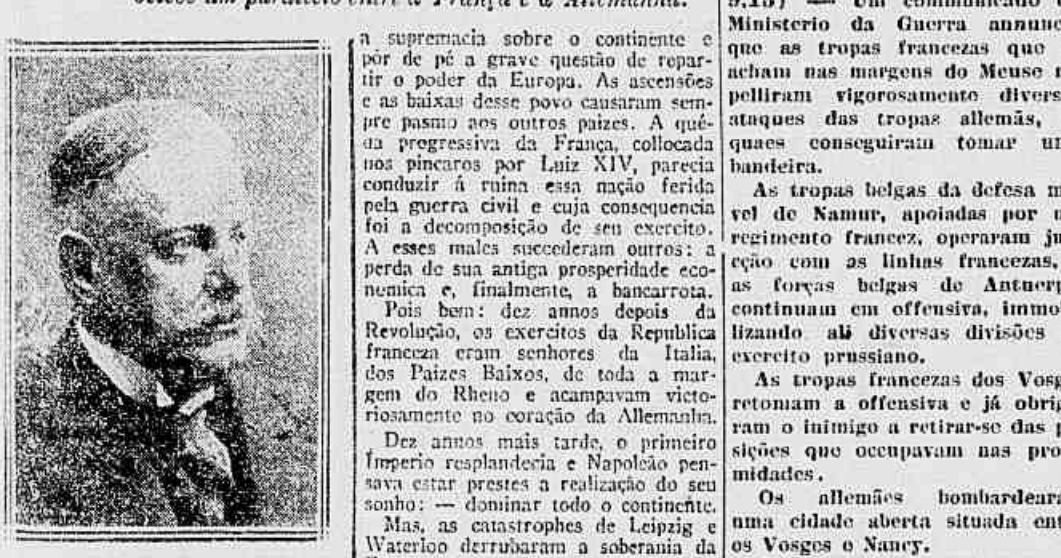 um parallelo entre a França e a Allemanha.
a supremacia sobre o continente e
pôr de pé a grave questão de repar-
tir o poder da Europa. As ascensões
e as baixas desse povo causaram sem-
pre pasmo aos outros paizes. A qué-
da progressiva da França, collocada
nos pincaros por Luiz XIV, parecia
conduzir á ruina essa nação ferida
pela guerra civil e cuja consequencia
foi a decomposição de seu exercito.
A esses males succederam outros: a
perda de sua antiga prosperidade eco-
nemica e, finalmente, a bancarrota.
Pois bem: dez annos depois da
Revolução, os exercitos da Republica
franceza eram senhores da Italia,
dos Paizes Baixos, de toda a mar-
gem do Rheno e acampavam victo-
riosamente no coração da Allemanha.
Dez annos mais tarde, o primeiro
Imperio resplandecia e Napoleão pen-
sava estar prestes a realização do seu
sonho: — dominar todo o continente.
Mas, as catastrophes de Leipzig e
Waterloo derrubaram a soberania da
9,15) — Um communicado
Ministerio da Guerra annun
que as tropas francezas que
acham nas margens do Meuse r
pelliram vigorosamente divers
ataques das tropas allemãs,
quaes conseguiram tomar um
bandeira.
As tropas belgas da defesa m
vel de Namur, apoiadas por u
regimento francez, operaram ju
cção com as linhas francezas,
as forças belgas de Antuerp
continuam em offensiva, immo
lizando ali diversas divisões
exercito prussiano.
As tropas francezas dos Vosg
retomam a offensiva e já obrig
ram o inimigo a retirar-se das p
sições que occupavam nas pro
midades.
Os allemães bombardeara
uma cidade aberta situada en
os Vosges e Nancy.